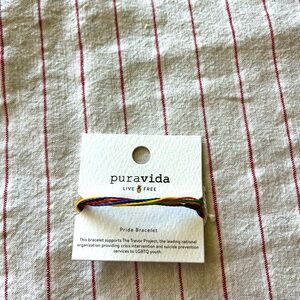 puravida
LIVE FREE
Pride Bracelet
This bracelet supports The Trevor Project, the leading national
organization providing crisis intervention and suicide prevention
services to LGBTQ youth.